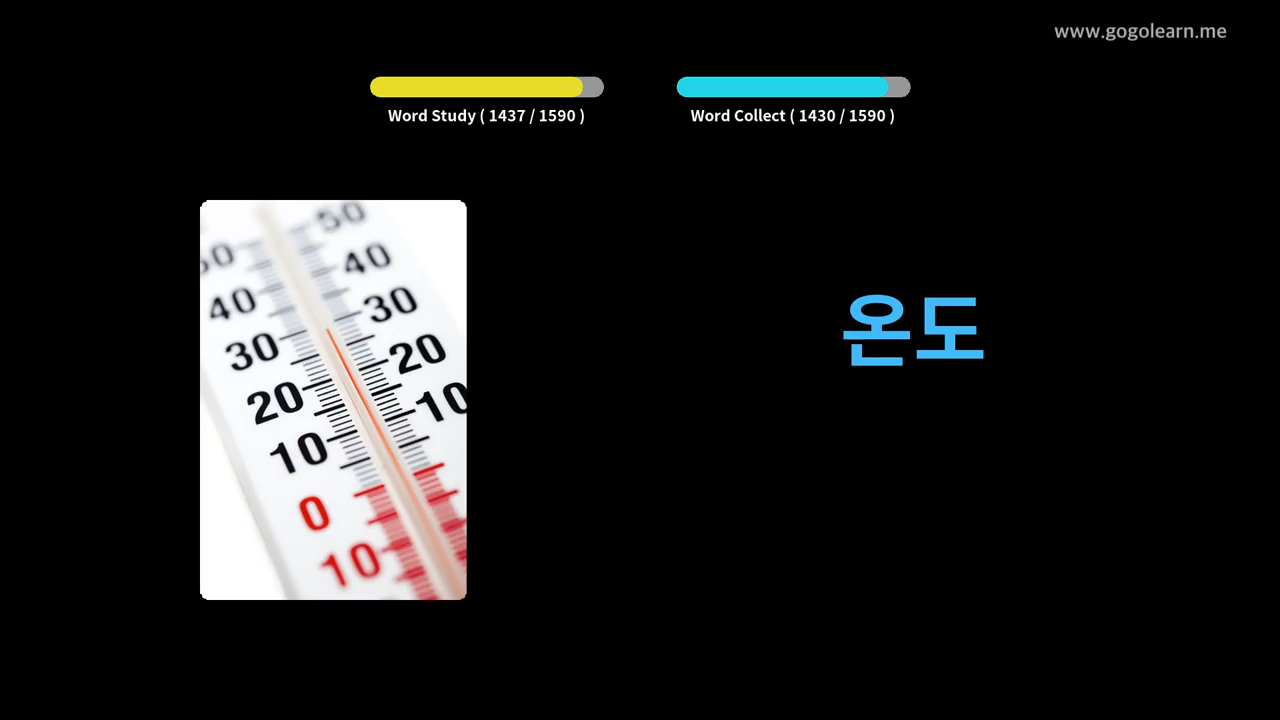 www.gogolearn.me
Word Study ( 1437 / 1590 )
Word Collect ( 1430 / 1590 )
온도
50
50 40
40 30
30 20
20 10
10
0
10